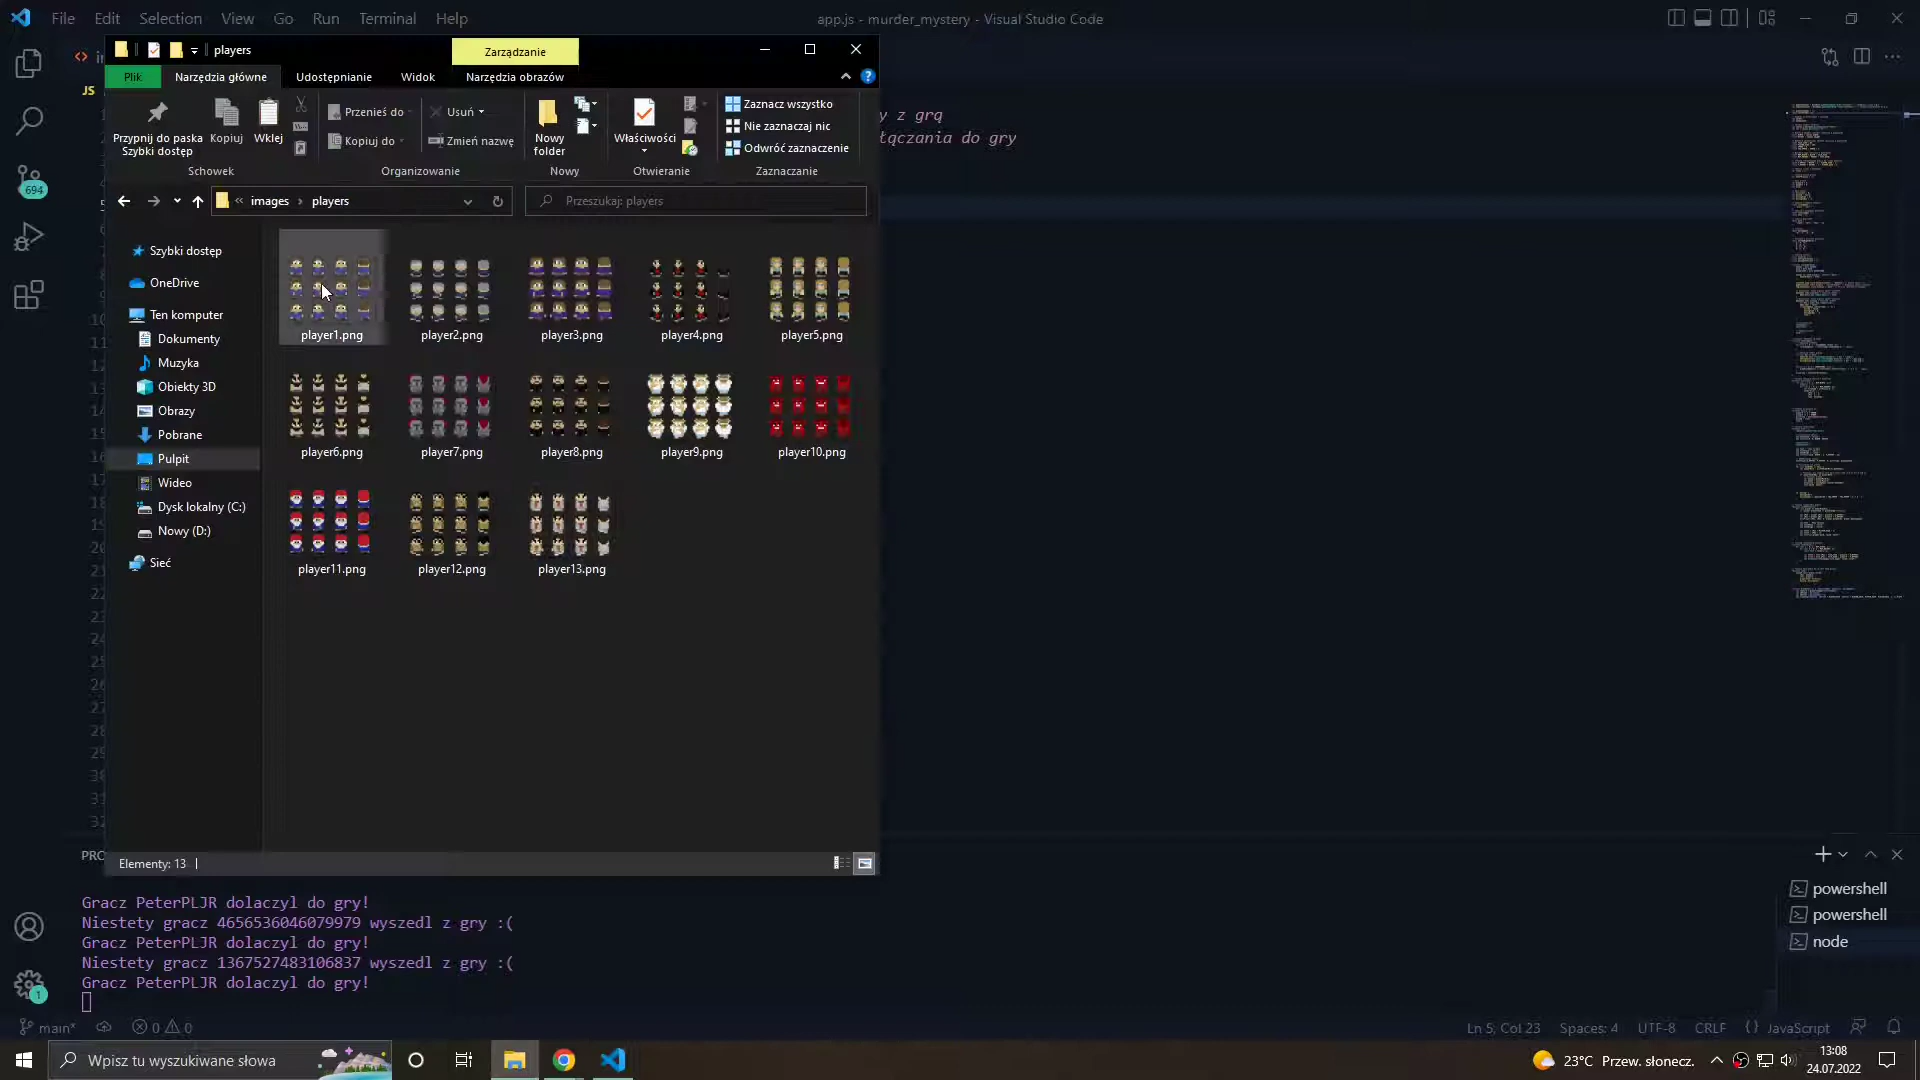 File Edit Selection View Go Run Terminal Help
app.js - murder_mystery - Visual Studio Code
players
Zarządzanie
Plik Narzędzia główne Udostępnianie Widok Narzędzia obrazów
JS
Przypnij do paska
Szybki dostęp
Kopiuj
Wklej
Przenieś do
Kopiuj do
Usuń
Zmień nazwę
Nowy
folder
Właściwości
Zaznacz wszystko
Nie zaznaczaj nic
Odwróć zaznaczenie
Schowek Organizowanie Nowy Otwieranie Zaznaczanie
y z grą
łączania do gry
694
« images › players
Przeszukaj: players
Szybki dostęp
OneDrive
Ten komputer
Dokumenty
Muzyka
Obiekty 3D
Obrazy
Pobrane
Pulpit
Wideo
Dysk lokalny (C:)
Nowy (D:)
Sieć
player1.png player2.png player3.png player4.png player5.png
player6.png player7.png player8.png player9.png player10.png
player11.png player12.png player13.png
Elementy: 13
Gracz PeterPLJR dolaczyl do gry!
Niestety gracz 4656536046079979 wyszedl z gry :(
Gracz PeterPLJR dolaczyl do gry!
Niestety gracz 1367527483106837 wyszedl z gry :(
Gracz PeterPLJR dolaczyl do gry!
powershell
powershell
node
1
main* 0 0
Ln 5, Col 23 Spaces: 4 UTF-8 CRLF {} JavaScript
Wpisz tu wyszukiwane słowa
23°C Przew. słonecz.
13:08
24.07.2022